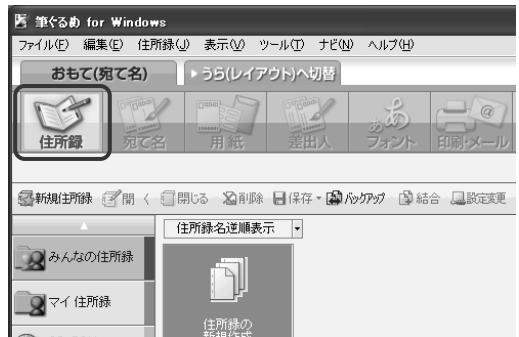 筆ぐるめ for Windows
ファイル(F) 編集(E) 住所録(J) 表示(V) ツール(T) ナビ(N) ヘルプ(H)
おもて(宛て名) うら(レイアウト)へ切替
住所録 宛て名 用紙 差出人 フォント 印刷・メール
新規住所録 開く 閉じる 削除 保存 バックアップ 結合 設定変更
住所録名逆順表示
みんなの住所録
マイ 住所録
住所録の
新規作成